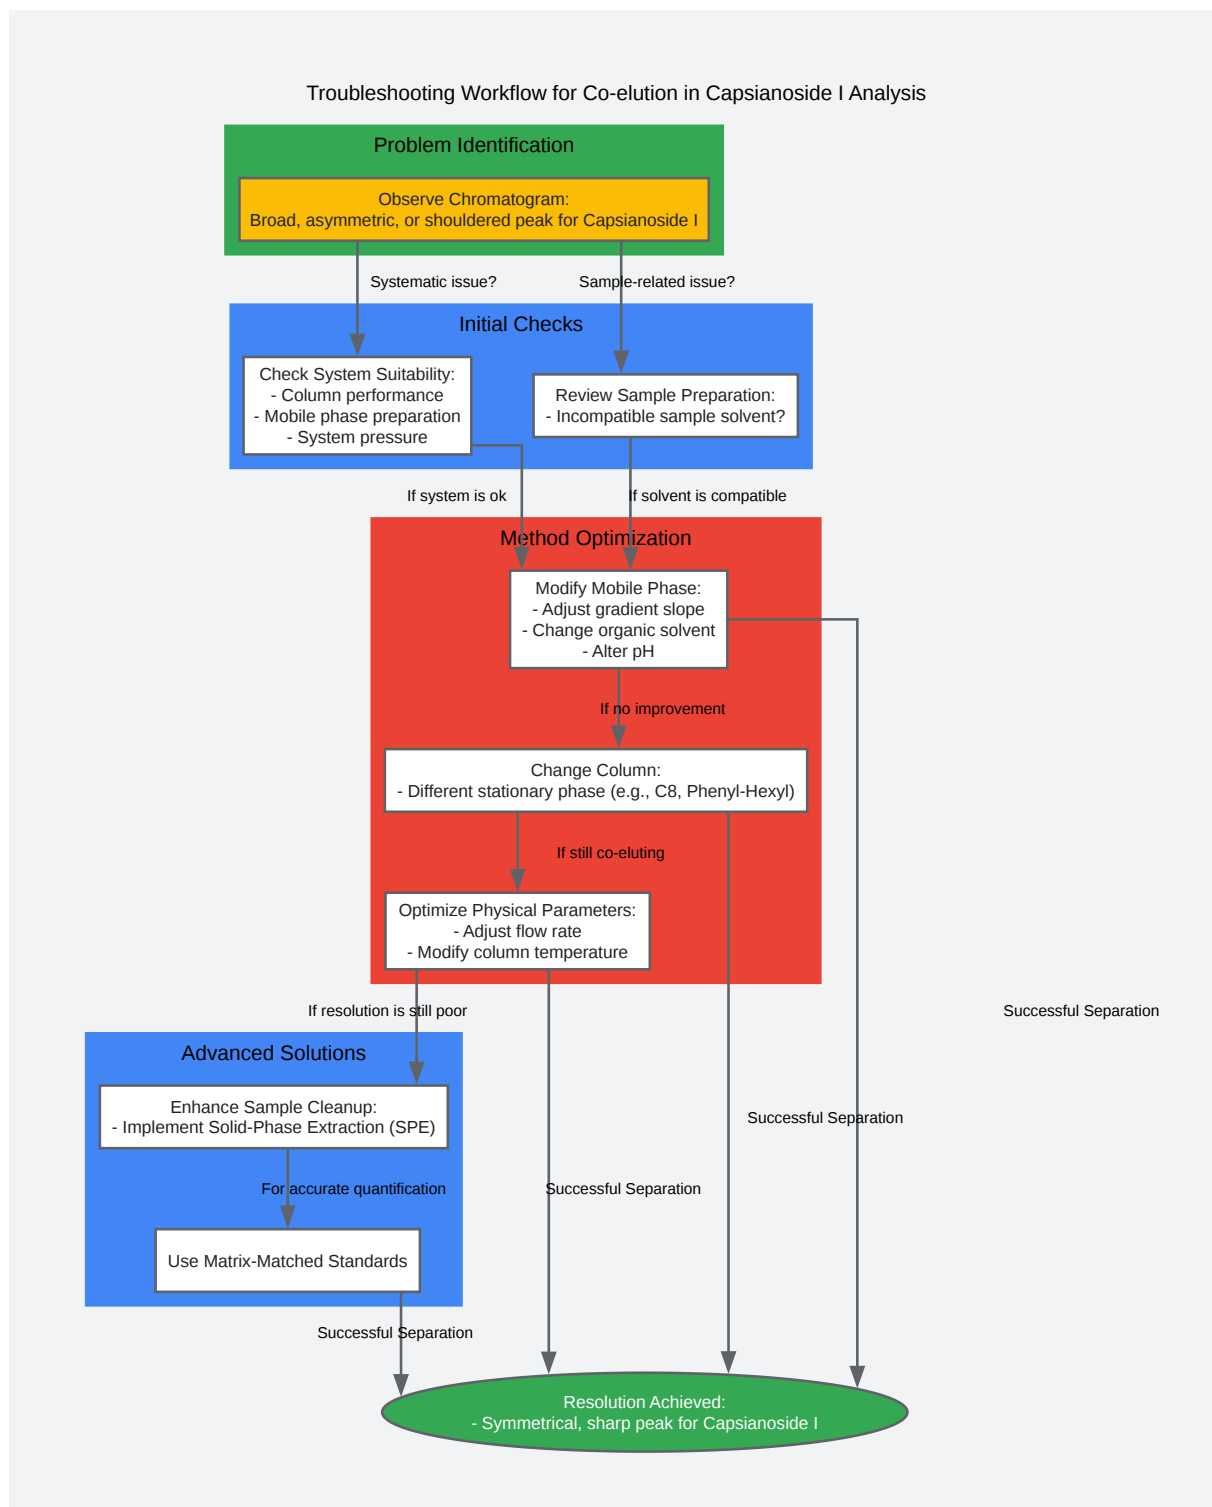 Troubleshooting Workflow for Co-elution in Capsianoside I Analysis
Problem Identification
Observe Chromatogram:
Broad, asymmetric, or shouldered peak for Capsianoside I
Systematic issue?
Sample-related issue?
Initial Checks
Check System Suitability:
- Column performance
- Mobile phase preparation
- System pressure
Review Sample Preparation:
- Incompatible sample solvent?
If system is ok
If solvent is compatible
Method Optimization
Modify Mobile Phase:
- Adjust gradient slope
- Change organic solvent
- Alter pH
If no improvement
Change Column:
- Different stationary phase (e.g., C8, Phenyl-Hexyl)
If still co-eluting
Optimize Physical Parameters:
- Adjust flow rate
- Modify column temperature
If resolution is still poor
Successful Separation
Advanced Solutions
Enhance Sample Cleanup:
- Implement Solid-Phase Extraction (SPE)
Successful Separation
For accurate quantification
Successful Separation
Use Matrix-Matched Standards
Successful Separation
Resolution Achieved:
- Symmetrical, sharp peak for Capsianoside I